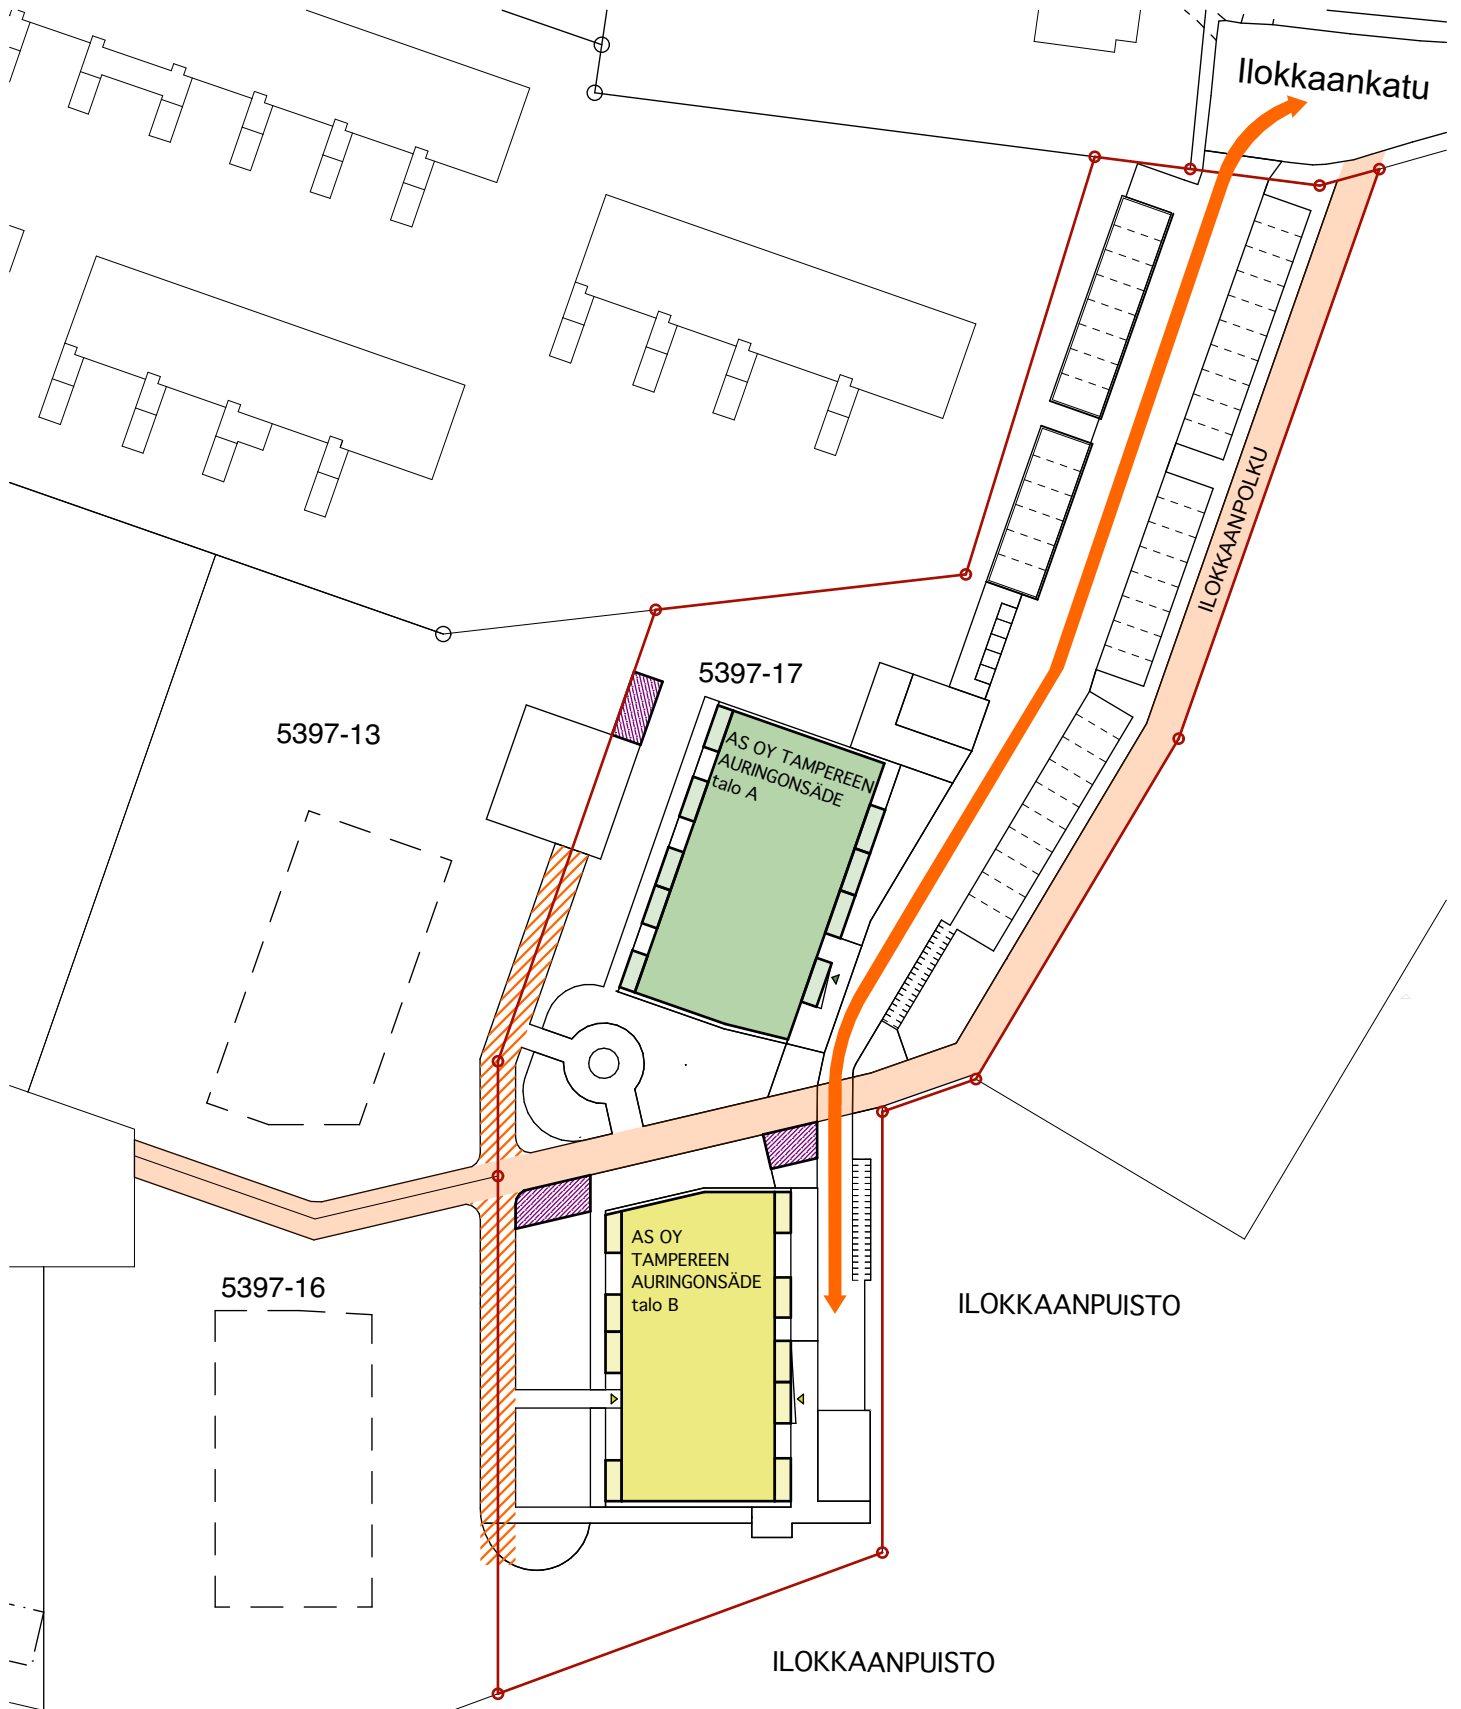 Ilokkaankatu
ILOKKAANPOLKU
5397-17
5397-13
AS OY TAMPEREEN
AURINGONSÄDE
talo A
5397-16
AS OY
TAMPEREEN
AURINGONSÄDE
talo B
ILOKKAANPUISTO
ILOKKAANPUISTO